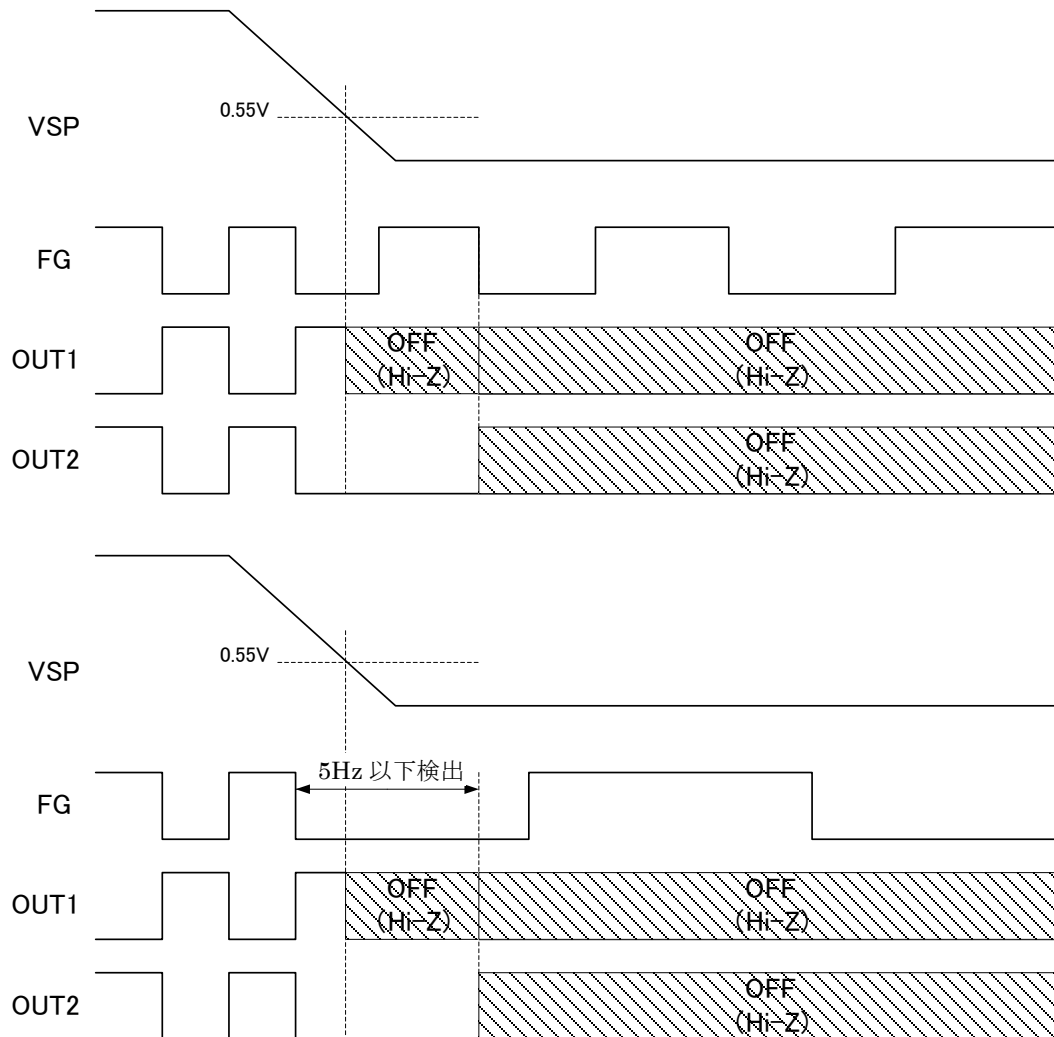 0.55V
VSP
FG
OUT1
OFF
(Hi-Z)
OFF
(Hi-Z)
OUT2
OFF
(Hi-Z)
0.55V
VSP
5Hz 以下検出
FG
OUT1
OFF
(Hi-Z)
OFF
(Hi-Z)
OUT2
OFF
(Hi-Z)